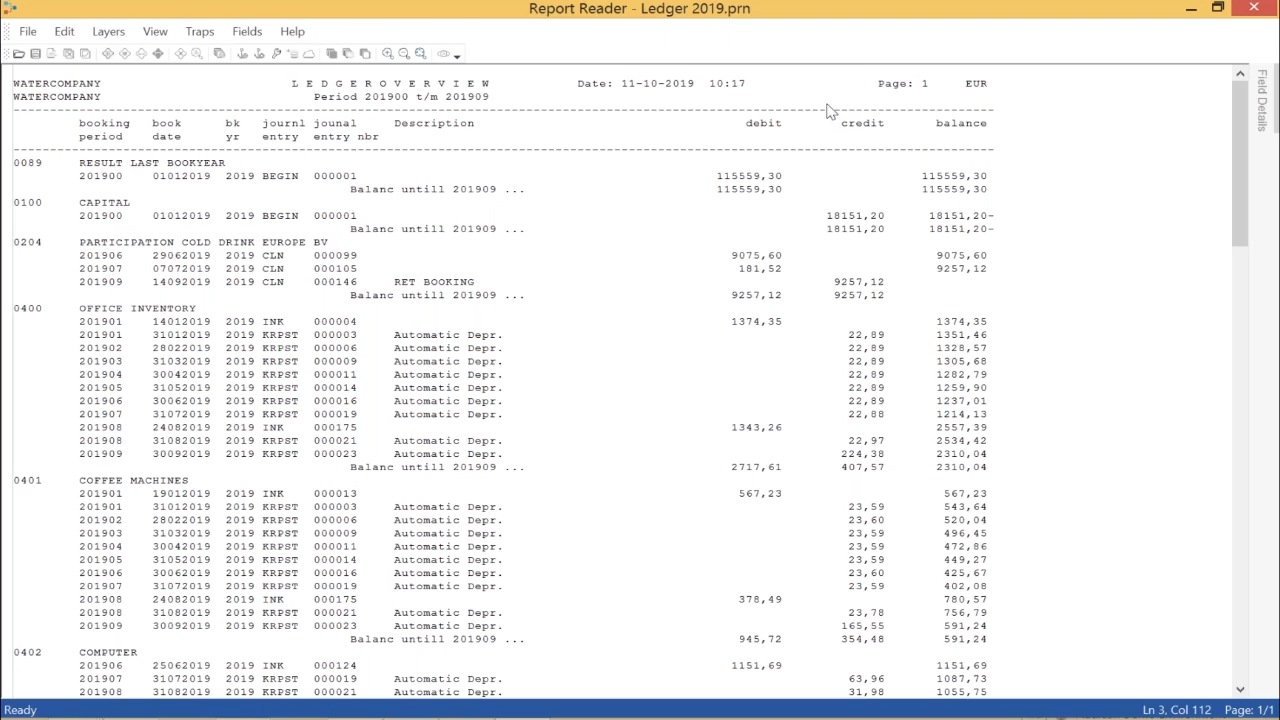 Report Reader - Ledger 2019.prn
File Edit Layers View Traps Fields Help
WATERCOMPANY L E D G E R O V E R V I E W Date: 11-10-2019 10:17 Page: 1 EUR
WATERCOMPANY Period 201900 t/m 201909
booking book bk journl jounal Description debit credit balance
period date yr entry entry nbr
0089 RESULT LAST BOOKYEAR
201900 01012019 2019 BEGIN 000001 115559,30 115559,30
Balanc untill 201909 ... 115559,30 115559,30
0100 CAPITAL
201900 01012019 2019 BEGIN 000001 18151,20 18151,20-
Balanc untill 201909 ... 18151,20 18151,20-
0204 PARTICIPATION COLD DRINK EUROPE BV
201906 29062019 2019 CLN 000099 9075,60 9075,60
201907 07072019 2019 CLN 000105 181,52 9257,12
201909 14092019 2019 CLN 000146 RET BOOKING 9257,12
Balanc untill 201909 ... 9257,12 9257,12
0400 OFFICE INVENTORY
201901 14012019 2019 INK 000004 1374,35 1374,35
201901 31012019 2019 KRPST 000003 Automatic Depr. 22,89 1351,46
201902 28022019 2019 KRPST 000006 Automatic Depr. 22,89 1328,57
201903 31032019 2019 KRPST 000009 Automatic Depr. 22,89 1305,68
201904 30042019 2019 KRPST 000011 Automatic Depr. 22,89 1282,79
201905 31052019 2019 KRPST 000014 Automatic Depr. 22,89 1259,90
201906 30062019 2019 KRPST 000016 Automatic Depr. 22,89 1237,01
201907 31072019 2019 KRPST 000019 Automatic Depr. 22,88 1214,13
201908 24082019 2019 INK 000175 1343,26 2557,39
201908 31082019 2019 KRPST 000021 Automatic Depr. 22,97 2534,42
201909 30092019 2019 KRPST 000023 Automatic Depr. 224,38 2310,04
Balanc untill 201909 ... 2717,61 407,57 2310,04
0401 COFFEE MACHINES
201901 19012019 2019 INK 000013 567,23 567,23
201901 31012019 2019 KRPST 000003 Automatic Depr. 23,59 543,64
201902 28022019 2019 KRPST 000006 Automatic Depr. 23,60 520,04
201903 31032019 2019 KRPST 000009 Automatic Depr. 23,59 496,45
201904 30042019 2019 KRPST 000011 Automatic Depr. 23,59 472,86
201905 31052019 2019 KRPST 000014 Automatic Depr. 23,59 449,27
201906 30062019 2019 KRPST 000016 Automatic Depr. 23,60 425,67
201907 31072019 2019 KRPST 000019 Automatic Depr. 23,59 402,08
201908 24082019 2019 INK 000175 378,49 780,57
201908 31082019 2019 KRPST 000021 Automatic Depr. 23,78 756,79
201909 30092019 2019 KRPST 000023 Automatic Depr. 165,55 591,24
Balanc untill 201909 ... 945,72 354,48 591,24
0402 COMPUTER
201906 25062019 2019 INK 000124 1151,69 1151,69
201907 31072019 2019 KRPST 000019 Automatic Depr. 63,96 1087,73
201908 31082019 2019 KRPST 000021 Automatic Depr. 31,98 1055,75
Field Details
Ready Ln 3, Col 112 Page: 1/1